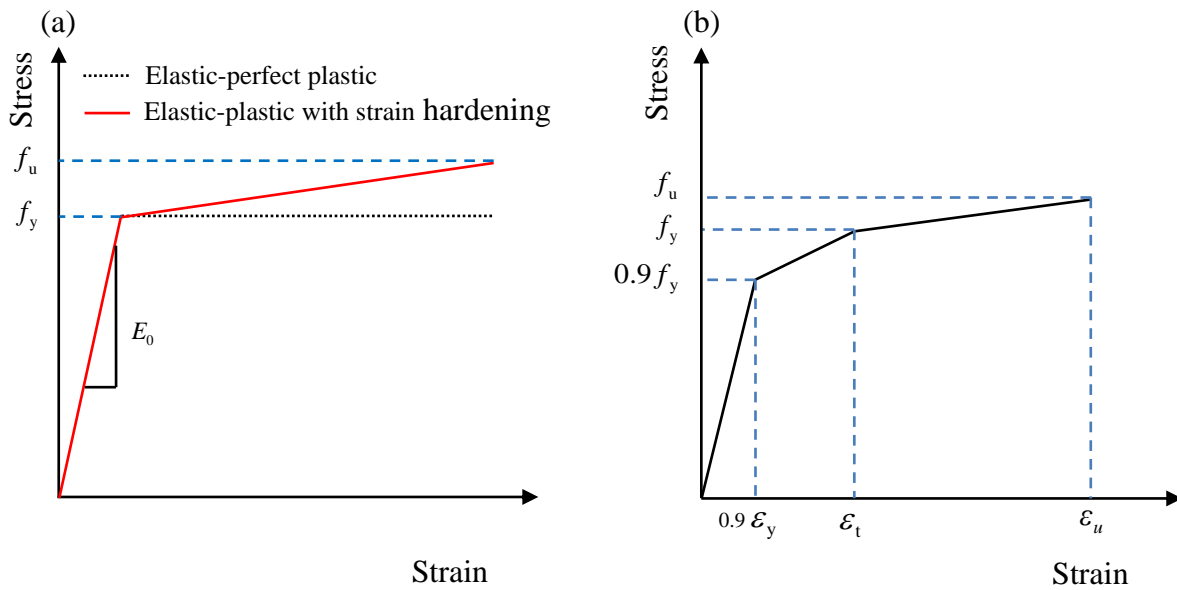 (a)
Stress
Elastic-perfect plastic
Elastic-plastic with strain hardening
f_u
f_y
E_0
Strain
(b)
Stress
f_u
f_y
0.9 f_y
0.9 ε_y
ε_t
ε_u
Strain